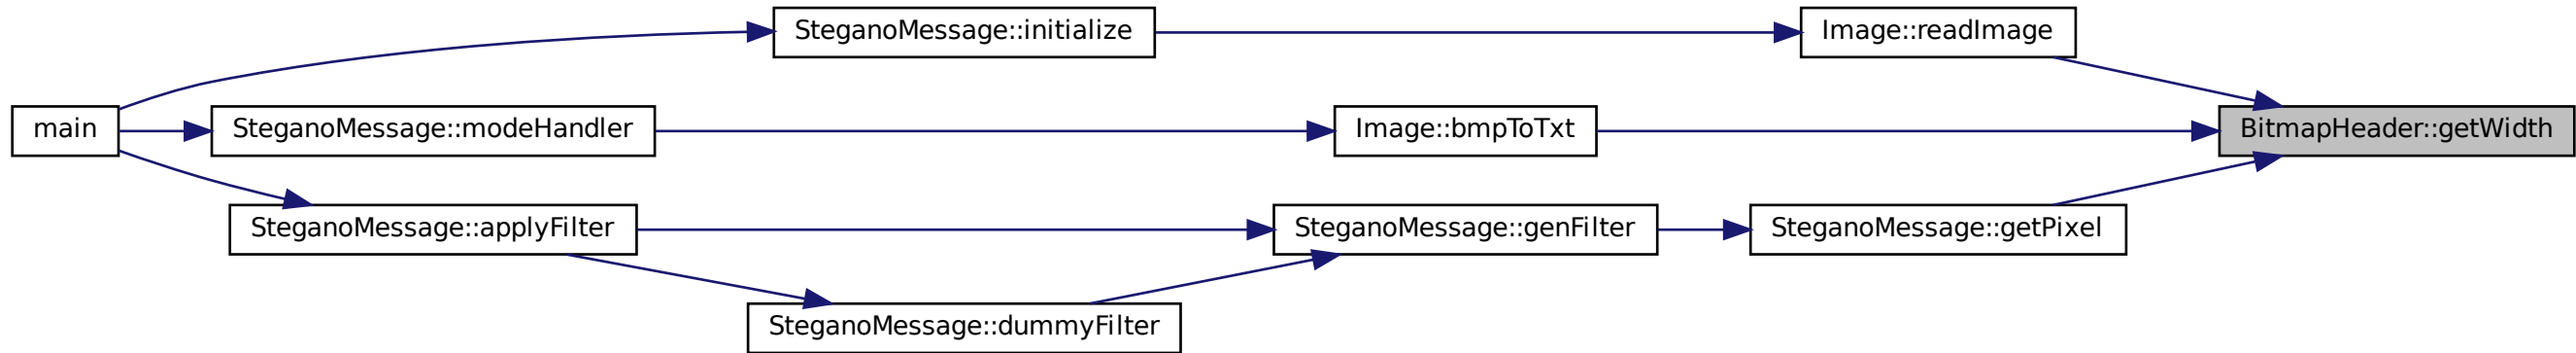 SteganoMessage::initialize
Image::readImage
main
SteganoMessage::modeHandler
Image::bmpToTxt
BitmapHeader::getWidth
SteganoMessage::applyFilter
SteganoMessage::genFilter
SteganoMessage::getPixel
SteganoMessage::dummyFilter